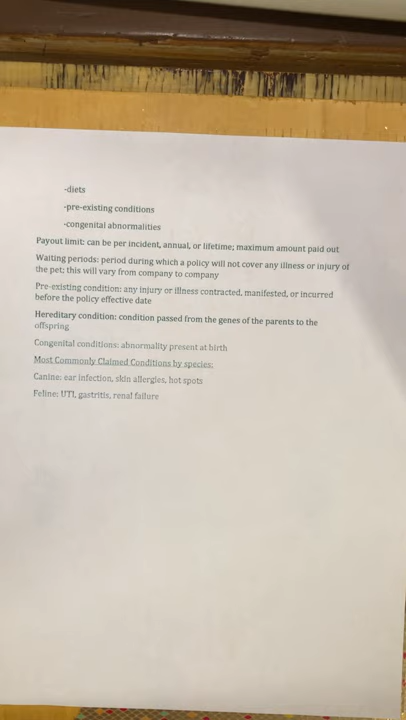 -diets
-pre-existing conditions
-congenital abnormalities
Payout limit: can be per incident, annual, or lifetime; maximum amount paid out
Waiting periods: period during which a policy will not cover any illness or injury of
the pet; this will vary from company to company
Pre-existing condition: any injury or illness contracted, manifested, or incurred
before the policy effective date
Hereditary condition: condition passed from the genes of the parents to the
offspring
Congenital conditions: abnormality present at birth
Most Commonly Claimed Conditions by species:
Canine: ear infection, skin allergies, hot spots
Feline: UTI, gastritis, renal failure